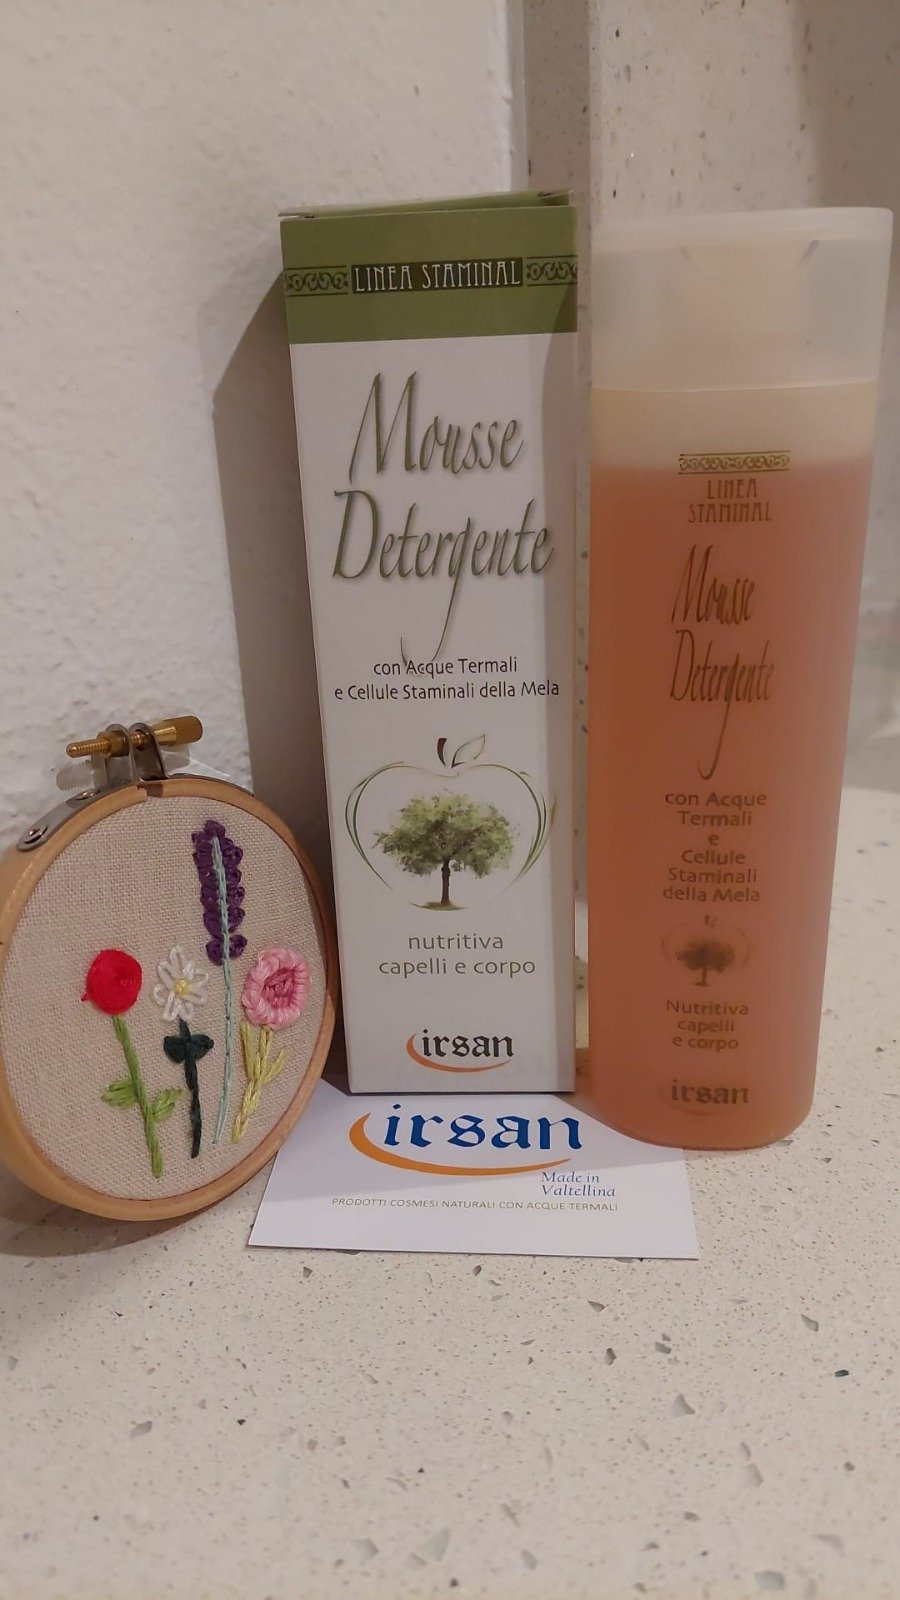 LINEA STAMINAL
Mousse
Detergente
con Acque Termali
e Cellule Staminali della Mela
nutritiva
capelli e corpo
irsan
LINEA
STAMINAL
Mousse
Detergente
con Acque
Termali
e
Cellule
Staminali
della Mela
Nutritiva
capelli
e corpo
irsan
irsan
Made in
Valtellina
PRODOTTI COSMESI NATURALI CON ACQUE TERMALI